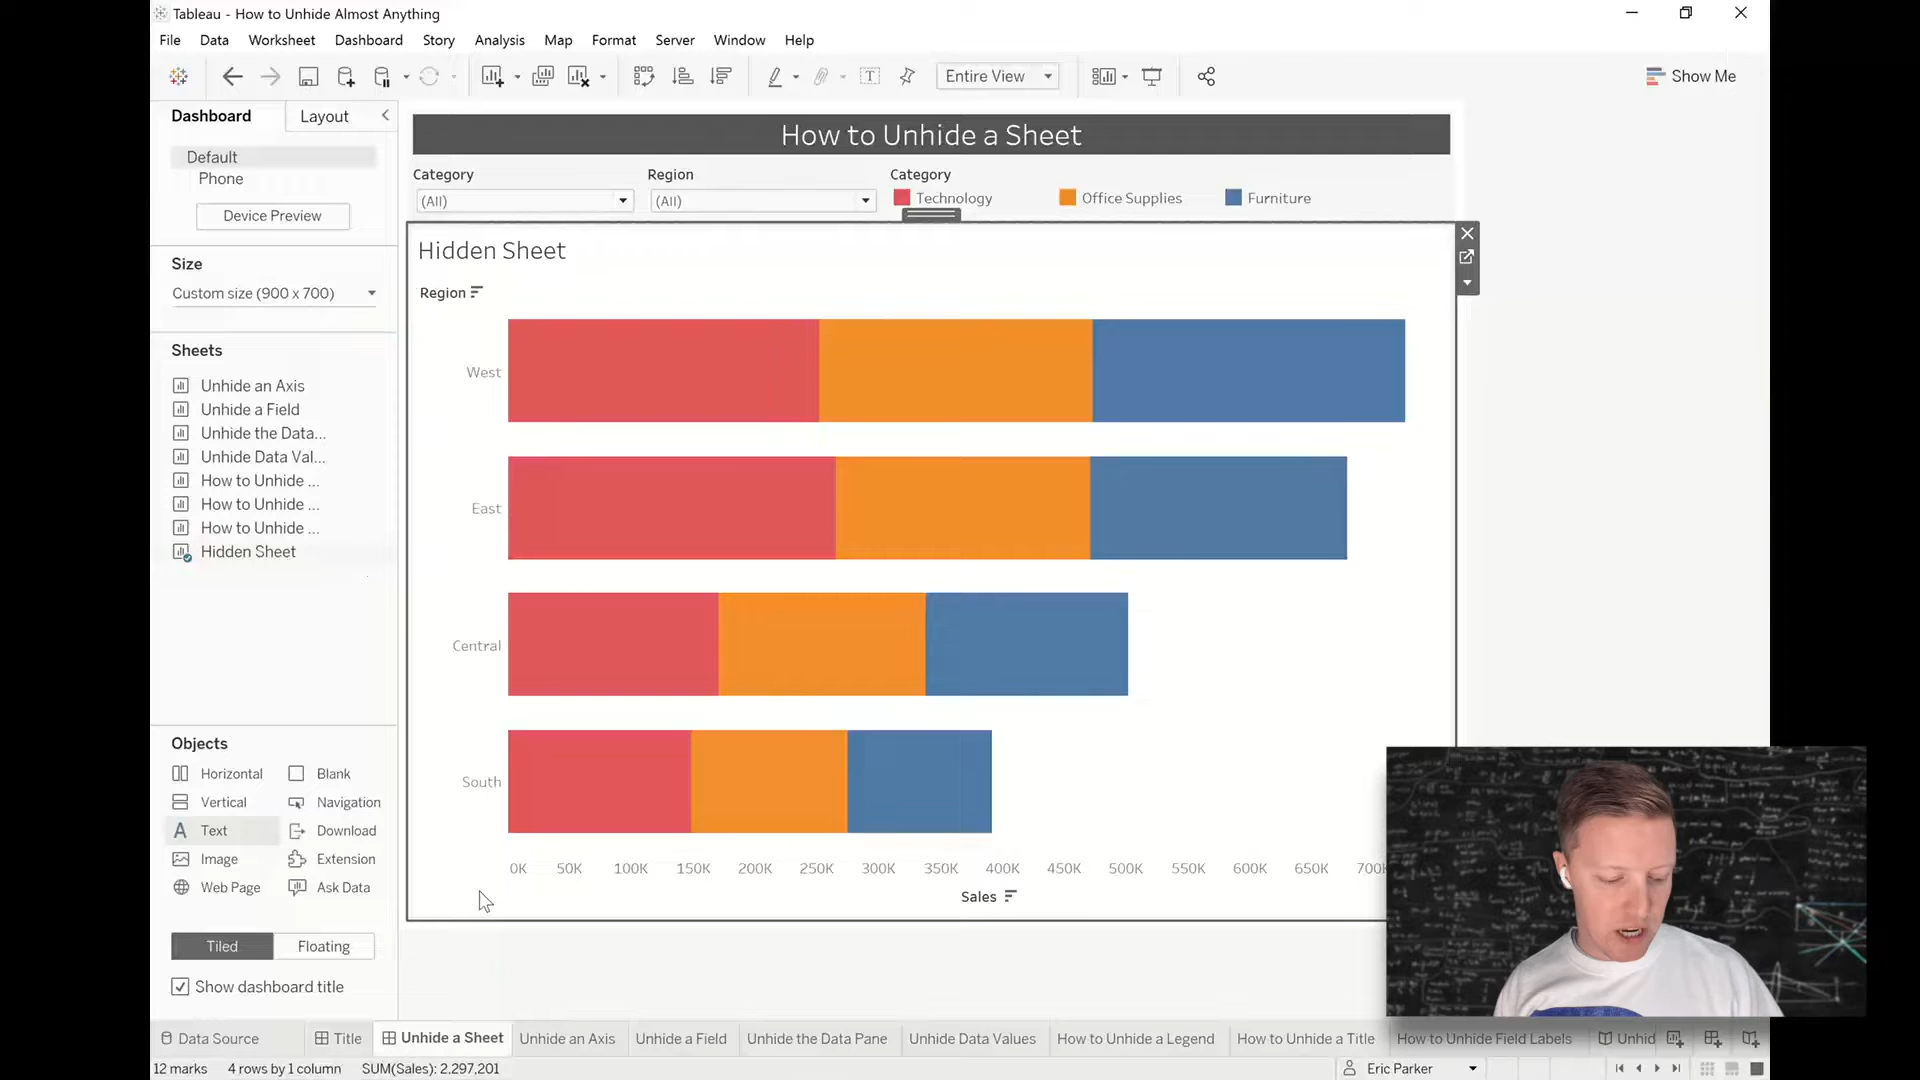 Tableau - How to Unhide Almost Anything
File Data Worksheet Dashboard Story Analysis Map Format Server Window Help
Entire View
Show Me
Dashboard
Layout
Default
Phone
Device Preview
Size
Custom size (900 x 700)
Sheets
Unhide an Axis
Unhide a Field
Unhide the Data...
Unhide Data Val...
How to Unhide ...
How to Unhide ...
How to Unhide ...
Hidden Sheet
Objects
Horizontal
Blank
Vertical
Navigation
Text
Download
Image
Extension
Web Page
Ask Data
Tiled
Floating
Show dashboard title
How to Unhide a Sheet
Category
Region
Category
(All)
(All)
Technology
Office Supplies
Furniture
Hidden Sheet
Region
West
East
Central
South
0K 50K 100K 150K 200K 250K 300K 350K 400K 450K 500K 550K 600K 650K 700K
Sales
Data Source
Title
Unhide a Sheet
Unhide an Axis
Unhide a Field
Unhide the Data Pane
Unhide Data Values
How to Unhide a Legend
How to Unhide a Title
How to Unhide Field Labels
Unhid
12 marks
4 rows by 1 column
SUM(Sales): 2,297,201
Eric Parker